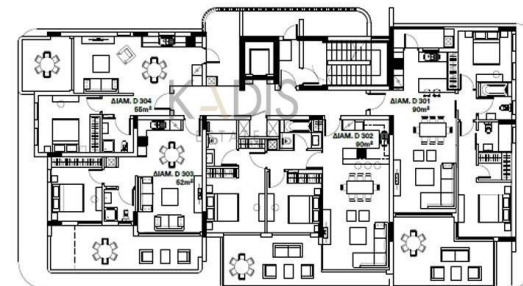 ΔΙΑΜ. D 304
55m²
KADIS
ΔΙΑΜ. D 301
90m²
ΔΙΑΜ. D 302
90m²
ΔΙΑΜ. D 303
52m²